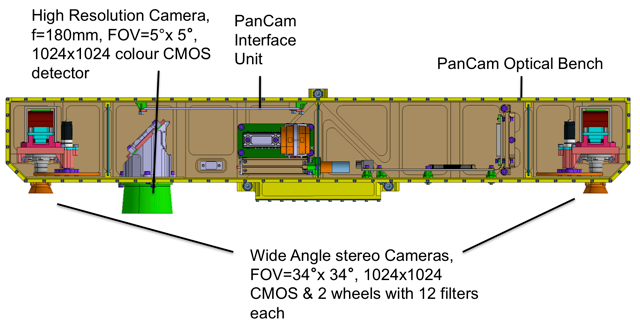 High Resolution Camera,
f=180mm, FOV=5°x 5°,
1024x1024 colour CMOS
detector
PanCam
Interface
Unit
PanCam Optical Bench
Wide Angle stereo Cameras,
FOV=34°x 34°, 1024x1024
CMOS & 2 wheels with 12 filters
each